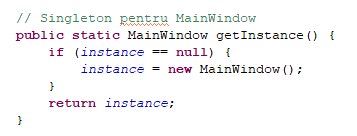 // Singleton pentru MainWindow
public static MainWindow getInstance() {
    if (instance == null) {
        instance = new MainWindow();
    }
    return instance;
}